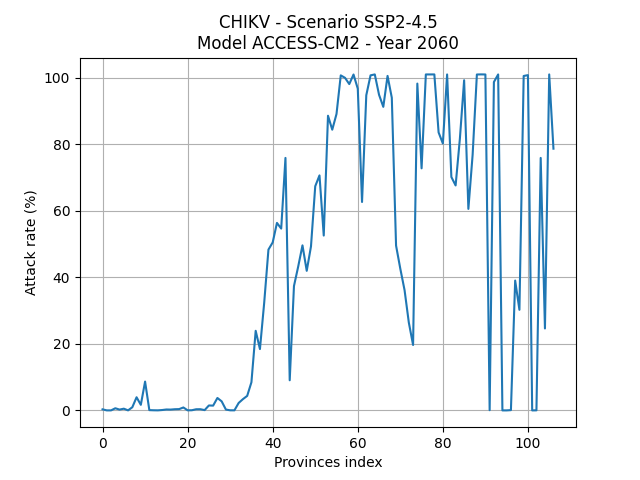 CHIKV - Scenario SSP2-4.5
Model ACCESS-CM2 - Year 2060
Attack rate (%)
100
80
60
40
20
0
0 20 40 60 80 100
Provinces index